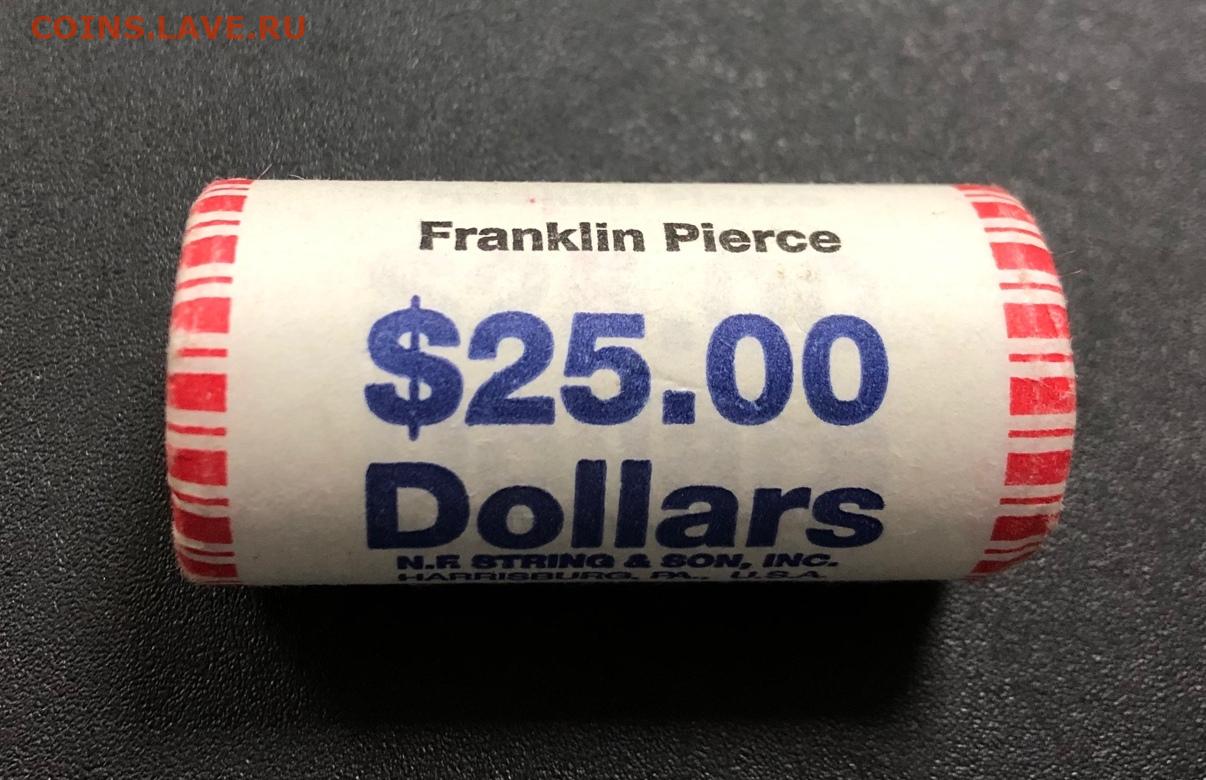 COINS.LAVE.RU
Franklin Pierce
$25.00
Dollars
N.F. STRING & SON, INC.
HARRISBURG, PA., U.S.A.